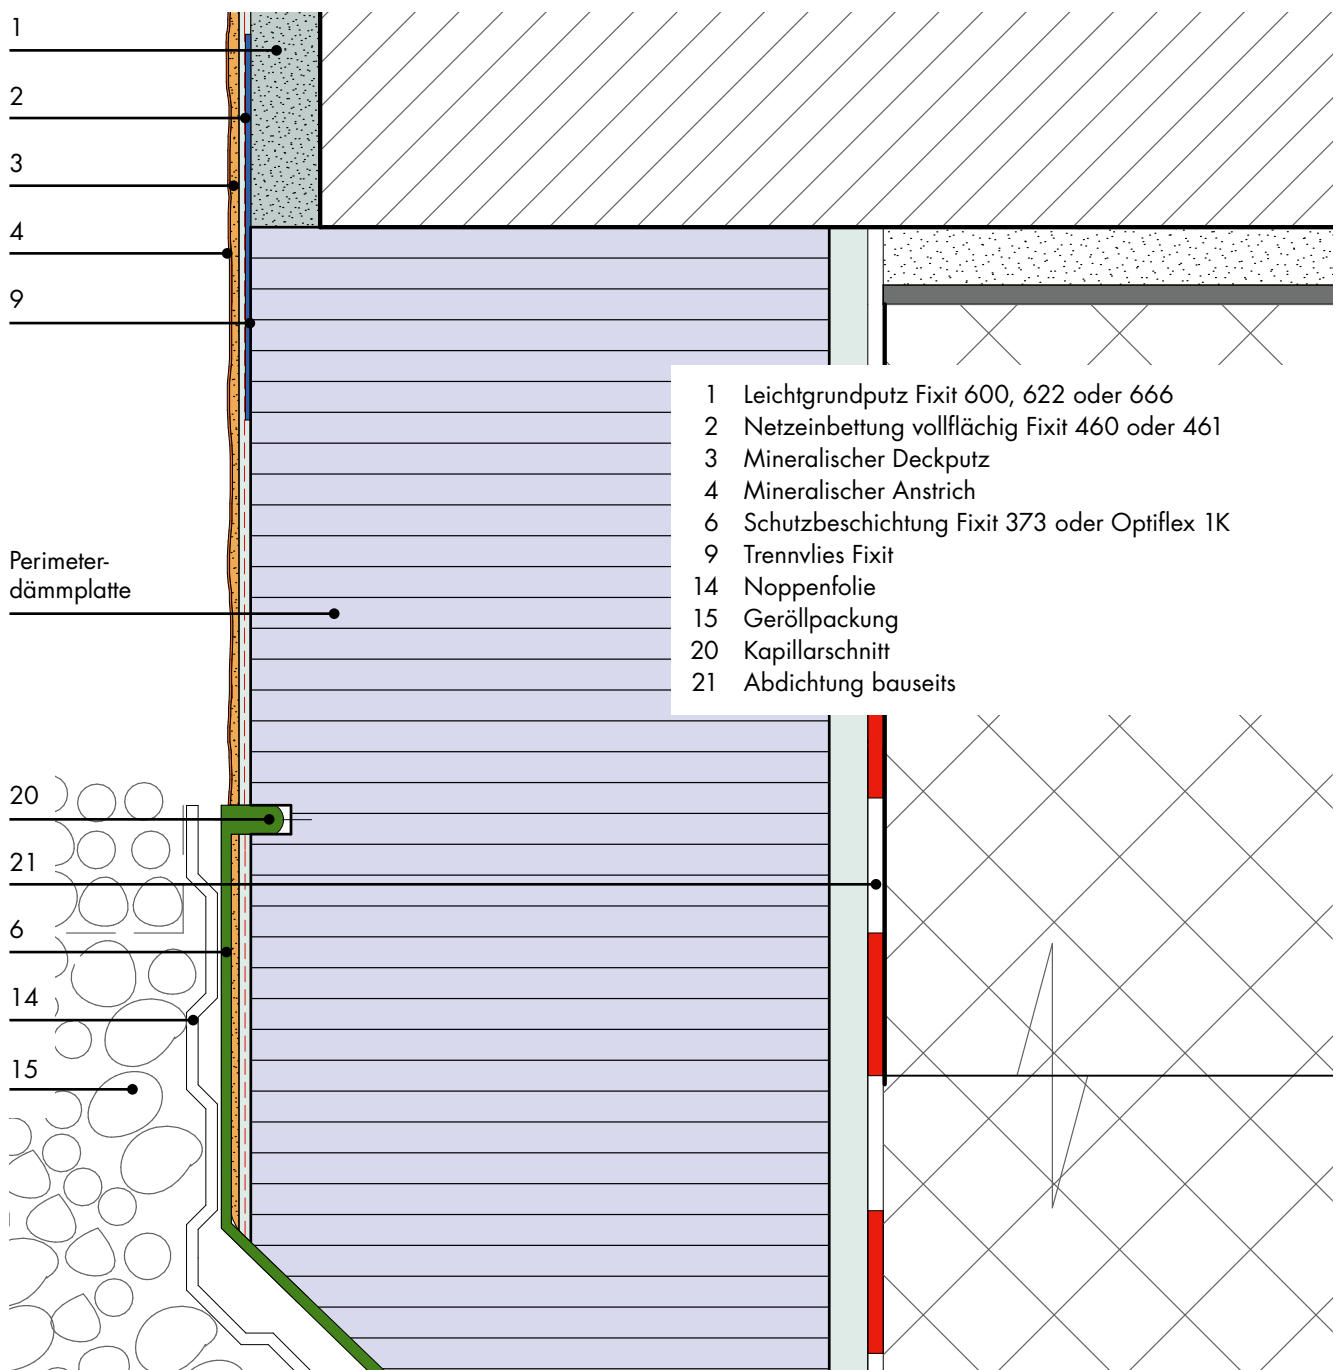 1
2
3
4
9
Perimeter-
dämmplatte
20
21
6
14
15
1 Leichtgrundputz Fixit 600, 622 oder 666
2 Netzeinbettung vollflächig Fixit 460 oder 461
3 Mineralischer Deckputz
4 Mineralischer Anstrich
6 Schutzbeschichtung Fixit 373 oder Optiflex 1K
9 Trennvlies Fixit
14 Noppenfolie
15 Geröllpackung
20 Kapillarschnitt
21 Abdichtung bauseits